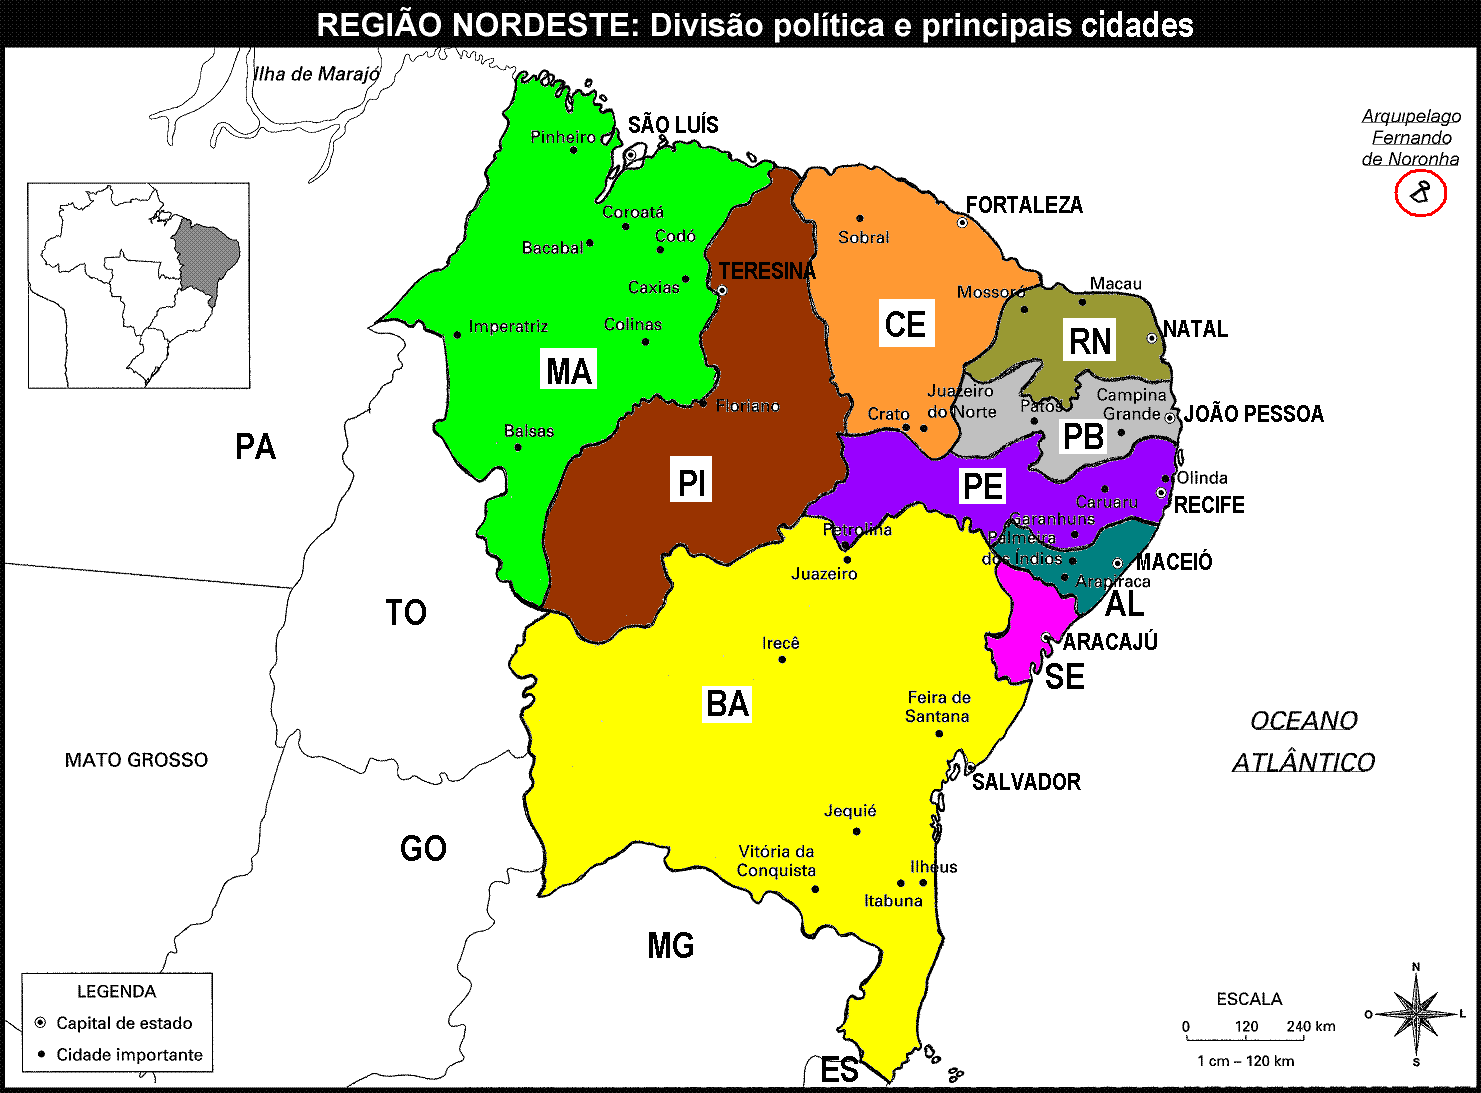 REGIÃO NORDESTE: Divisão política e principais cidades
Ilha de Marajó
Arquipelago
Fernando
de Noronha
SÃO LUÍS
Pinheiro
FORTALEZA
Coroatá
Sobral
Bacabal
Codó
TERESINA
Caxias
Macau
Mossoró
Imperatriz
Colinas
CE
RN
NATAL
MA
Juazeiro
do Norte
Campina
Grande
Floriano
Crato
Patos
JOÃO PESSOA
Balsas
PB
PA
PI
PE
Olinda
Caruaru
RECIFE
Garanhuns
Petrolina
Palmeira
dos Índios
MACEIÓ
Juazeiro
Arapiraca
AL
TO
Irecê
ARACAJÚ
SE
BA
Feira de
Santana
OCEANO
ATLÂNTICO
MATO GROSSO
SALVADOR
Jequié
GO
Vitória da
Conquista
Ilhéus
Itabuna
MG
LEGENDA
Capital de estado
Cidade importante
ES
ESCALA
0 120 240 km
1 cm – 120 km
N
O L
S